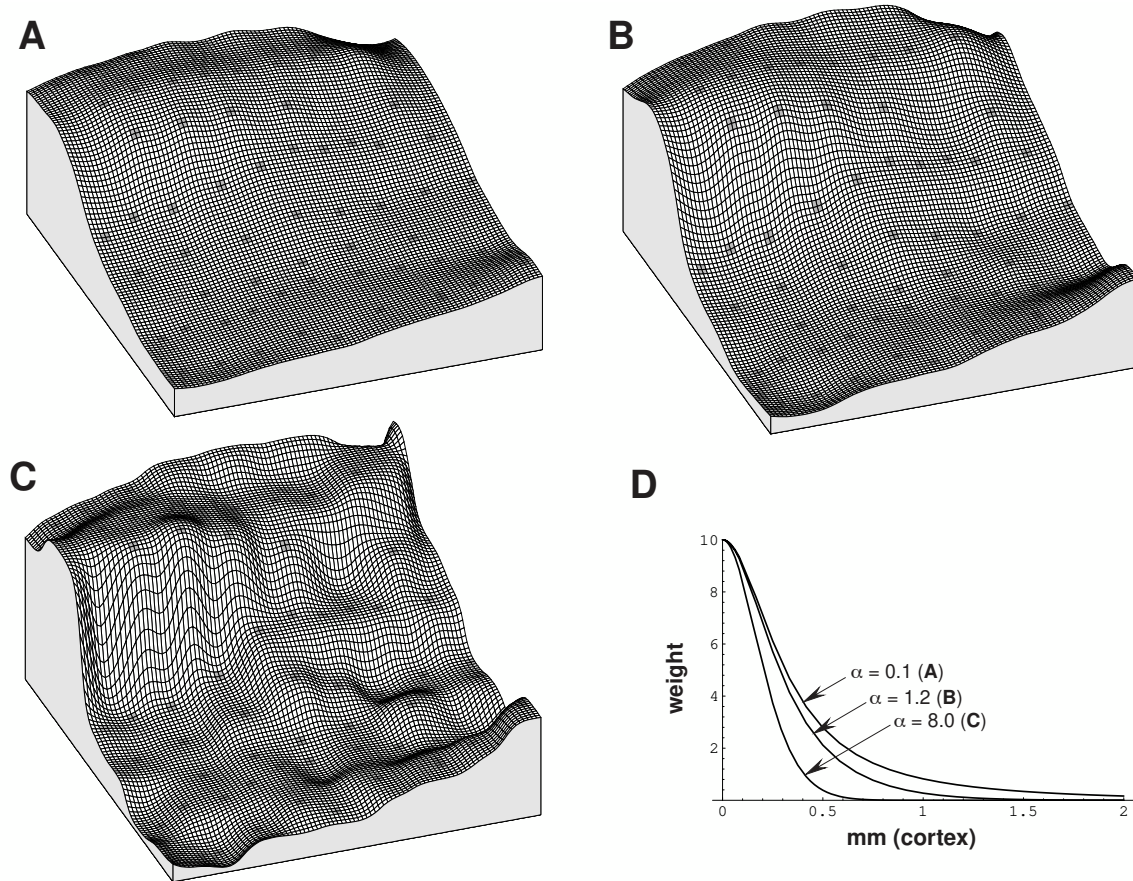 A
B
C
D
10
8
6
4
2
weight
α = 0.1 (A)
α = 1.2 (B)
α = 8.0 (C)
0 0.5 1 1.5 2
mm (cortex)